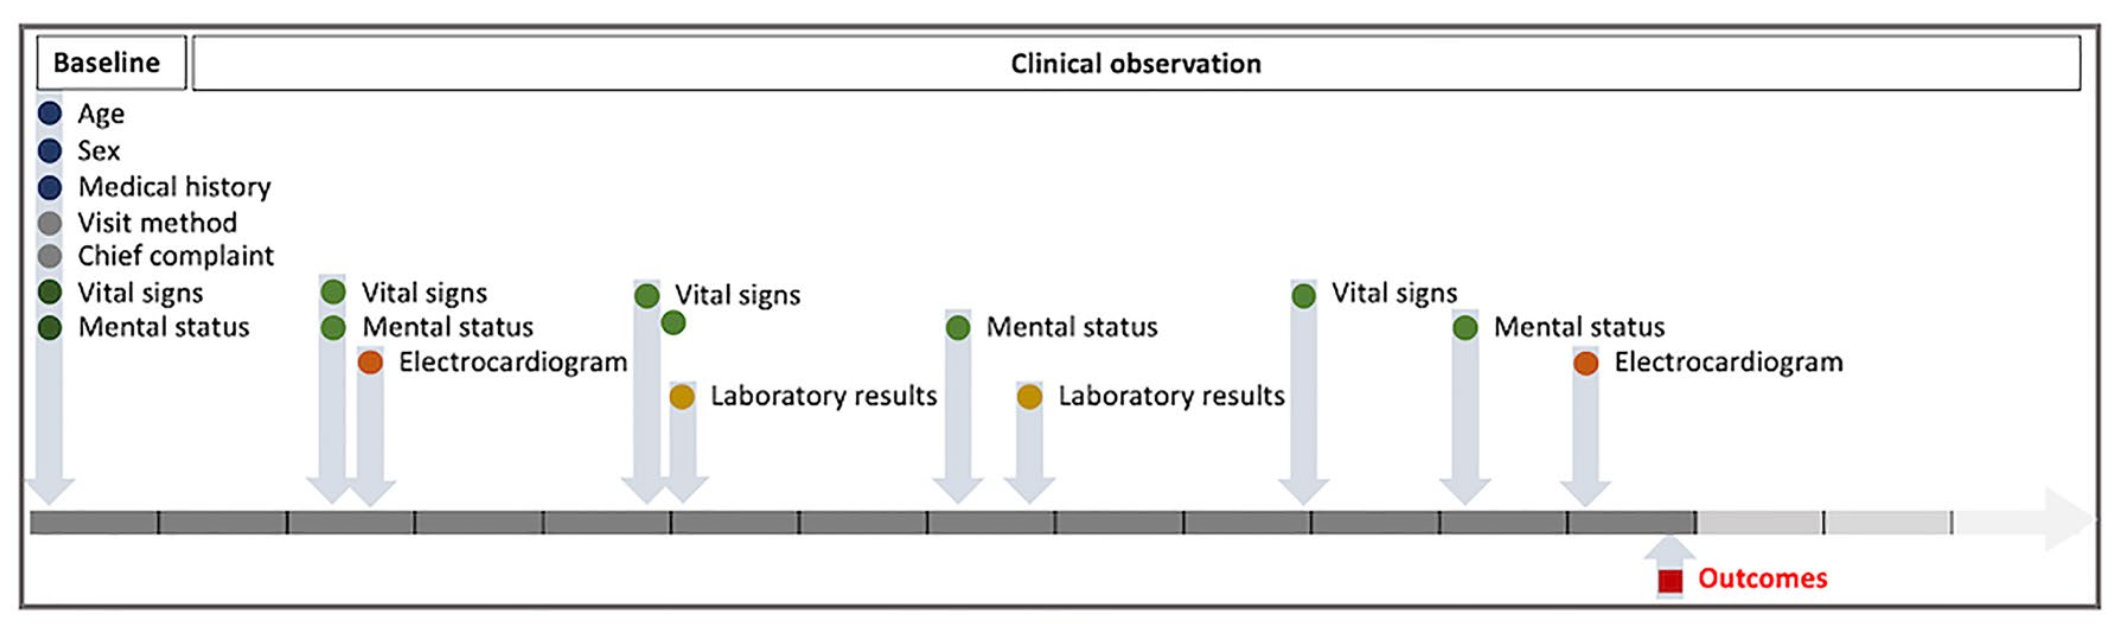 Baseline
Clinical observation
Age
Sex
Medical history
Visit method
Chief complaint
Vital signs
Mental status
Vital signs
Mental status
Electrocardiogram
Vital signs
Laboratory results
Mental status
Laboratory results
Vital signs
Mental status
Electrocardiogram
Outcomes